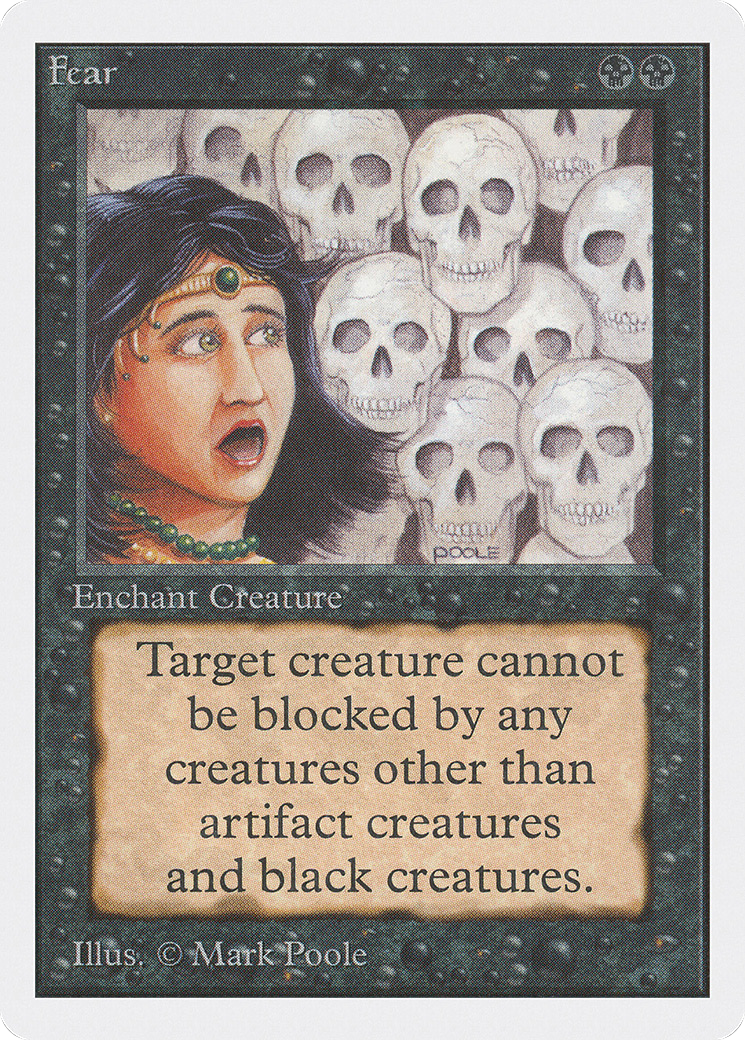 Fear
POOLE
Enchant Creature
Target creature cannot
be blocked by any
creatures other than
artifact creatures
and black creatures.
Illus. © Mark Poole